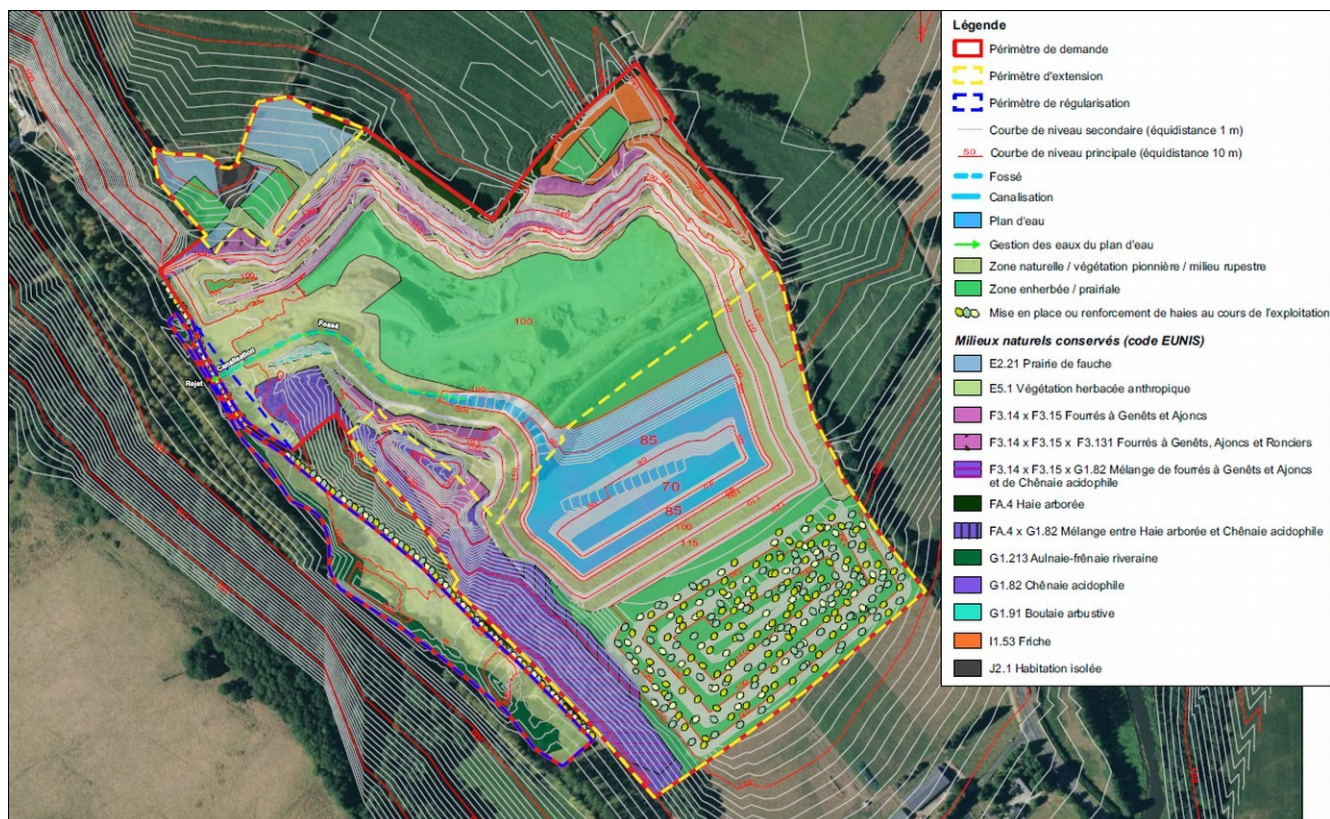 Légende
Périmètre de demande
Périmètre d'extension
Périmètre de régularisation
Courbe de niveau secondaire (équidistance 1 m)
50 Courbe de niveau principale (équidistance 10 m)
Fossé
Canalisation
Plan d'eau
Gestion des eaux du plan d'eau
Zone naturelle / végétation pionnière / milieu rupestre
Zone enherbée / prairiale
Mise en place ou renforcement de haies au cours de l'exploitation
Milieux naturels conservés (code EUNIS)
E2.21 Prairie de fauche
E5.1 Végétation herbacée anthropique
F3.14 x F3.15 Fourrés à Genêts et Ajoncs
F3.14 x F3.15 x F3.131 Fourrés à Genêts, Ajoncs et Ronciers
F3.14 x F3.15 x G1.82 Mélange de fourrés à Genêts et Ajoncs
et de Chênaie acidophile
FA.4 Haie arborée
FA.4 x G1.82 Mélange entre Haie arborée et Chênaie acidophile
G1.213 Aulnaie-frênaie riveraine
G1.82 Chênaie acidophile
G1.91 Boulaie arbustive
I1.53 Friche
J2.1 Habitation isolée
100
100
Fossé
Canalisation
Rejet
100
85
70
85
100
115